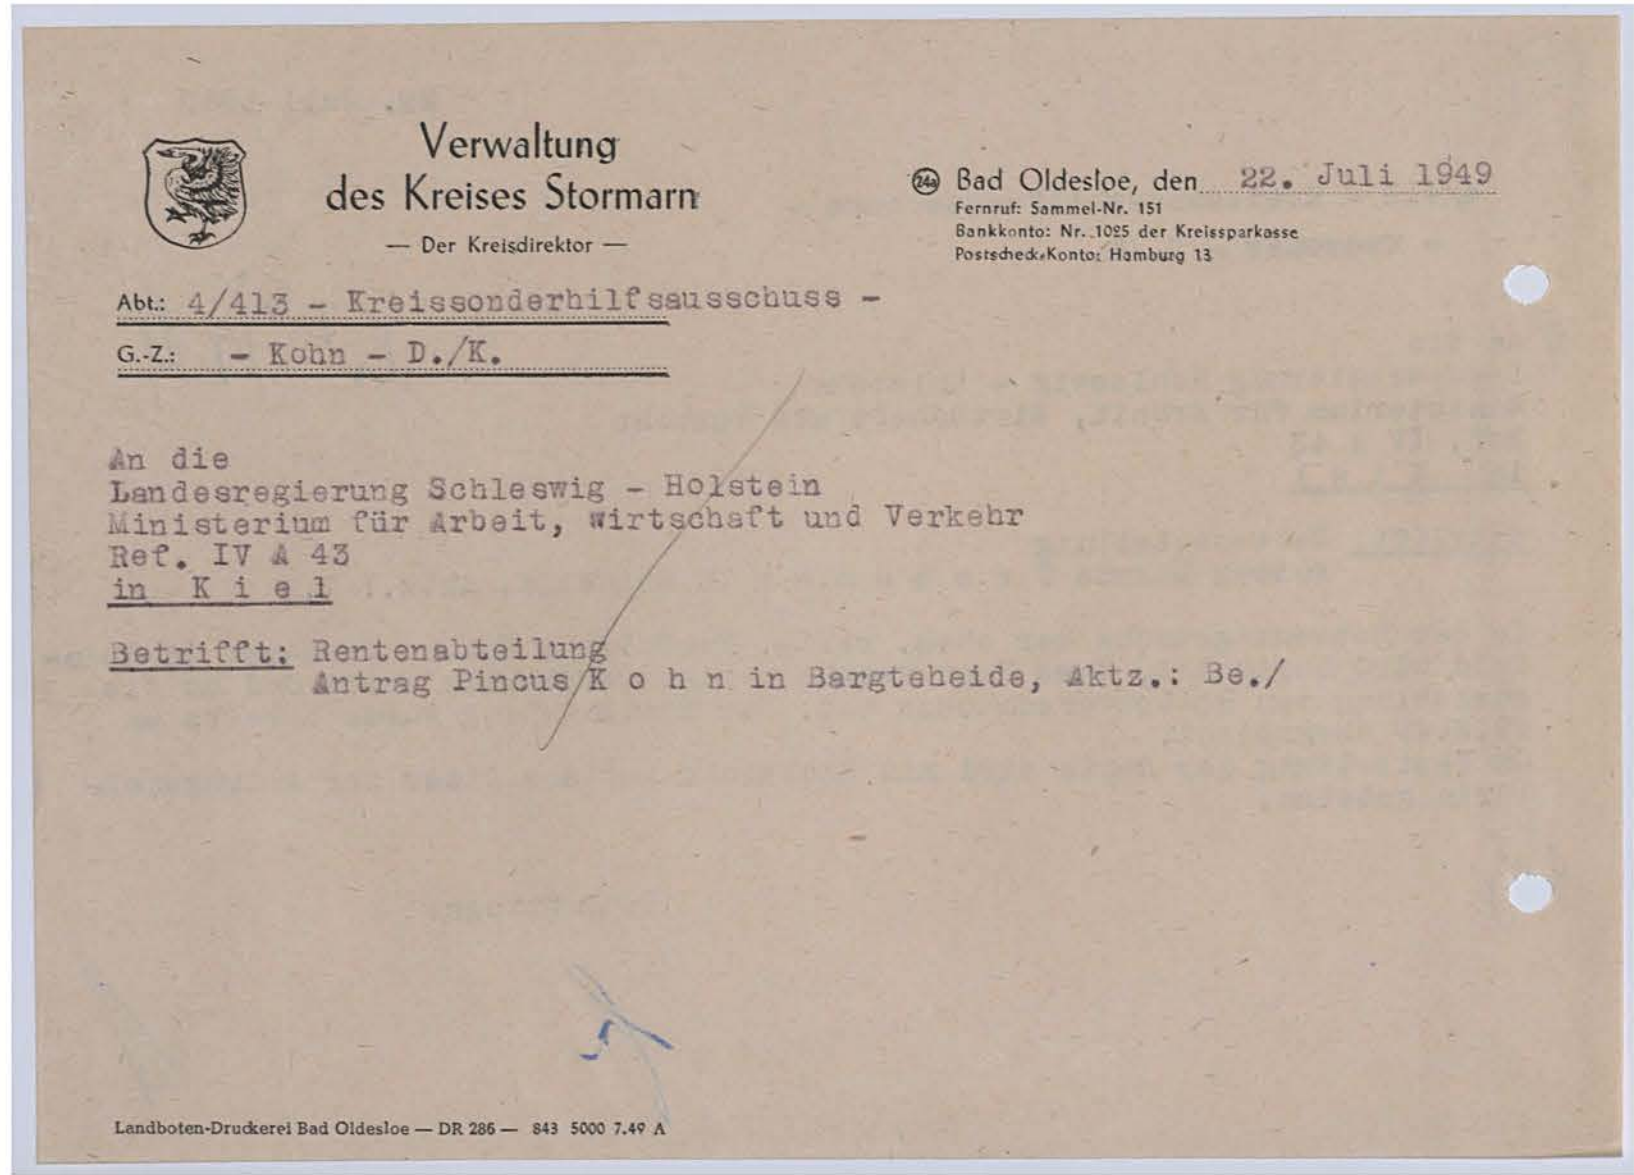 Verwaltung
des Kreises Stormarn
— Der Kreisdirektor —
24a Bad Oldesloe, den 22. Juli 1949
Fernruf: Sammel-Nr. 151
Bankkonto: Nr. 1025 der Kreissparkasse
Postscheck-Konto: Hamburg 13
Abt.: 4/413 - Kreissonderhilfsausschuss -
G.-Z.: - Kohn - D./K.
An die
Landesregierung Schleswig - Holstein
Ministerium für Arbeit, Wirtschaft und Verkehr
Ref. IV A 43
in K i e l
Betrifft: Rentenabteilung
Antrag Pincus K o h n in Bargteheide, Aktz.: Be./
Landboten-Druckerei Bad Oldesloe — DR 286 — 843 5000 7.49 A